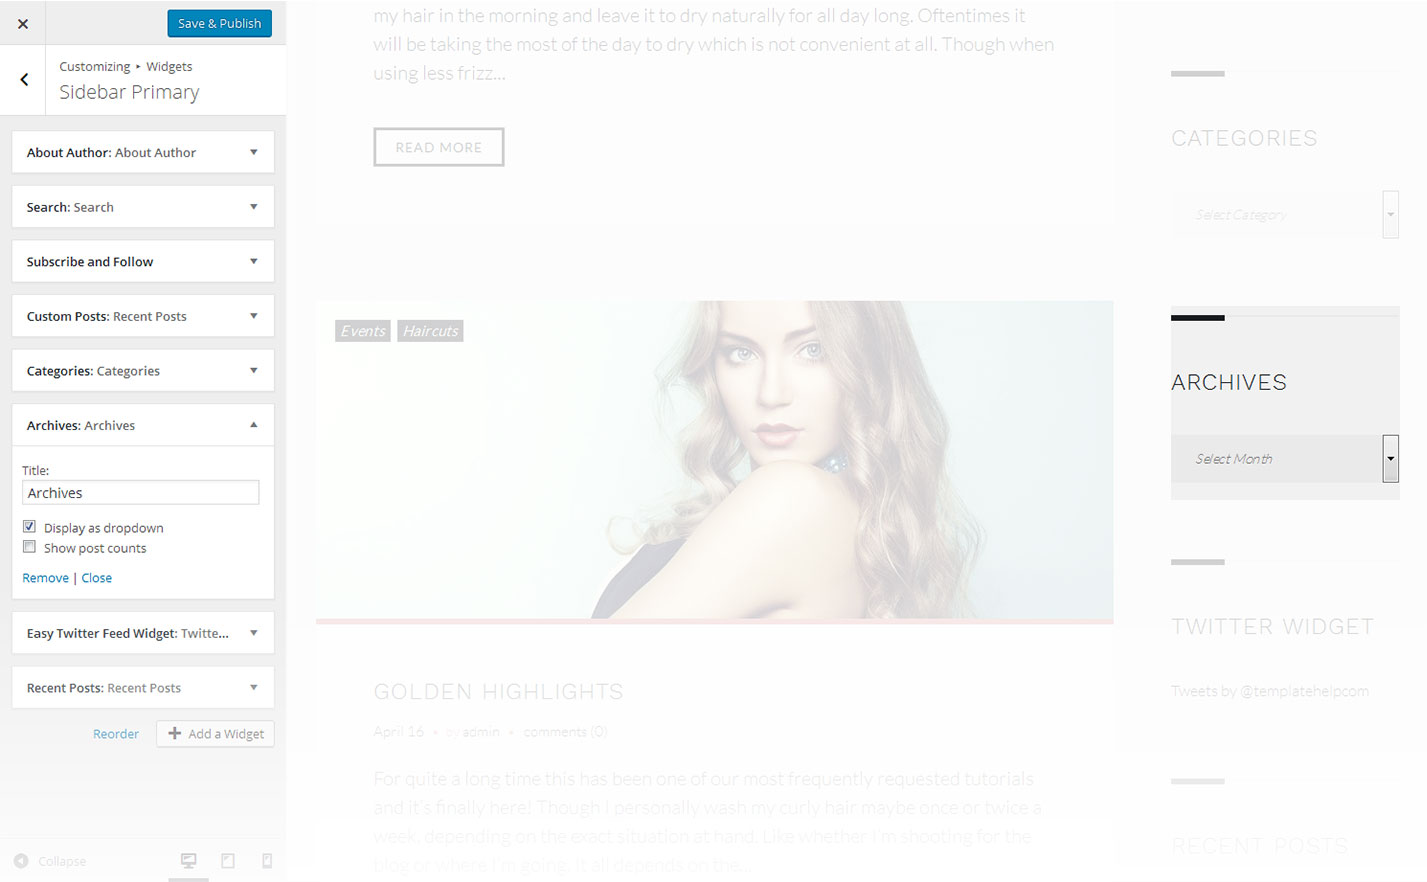 Save & Publish
Customizing ▸ Widgets
Sidebar Primary
About Author: About Author
Search: Search
Subscribe and Follow
Custom Posts: Recent Posts
Categories: Categories
Archives: Archives
Title:
Archives
Display as dropdown
Show post counts
Remove | Close
Easy Twitter Feed Widget: Twitte...
Recent Posts: Recent Posts
Reorder
Add a Widget
Collapse
my hair in the morning and leave it to dry naturally for all day long. Oftentimes it
will be taking the most of the day to dry which is not convenient at all. Though when
using less frizz...
READ MORE
Events Haircuts
GOLDEN HIGHLIGHTS
April 16 • by admin • comments (0)
For quite a long time this has been one of our most frequently requested tutorials
and it's finally here! Though I personally wash my curly hair maybe once or twice a
week, depending on the exact situation at hand. Like whether I'm shooting for the
blog or where I'm going. It all depends on the...
CATEGORIES
Select Category
ARCHIVES
Select Month
TWITTER WIDGET
Tweets by @templatehelpcom
RECENT POSTS